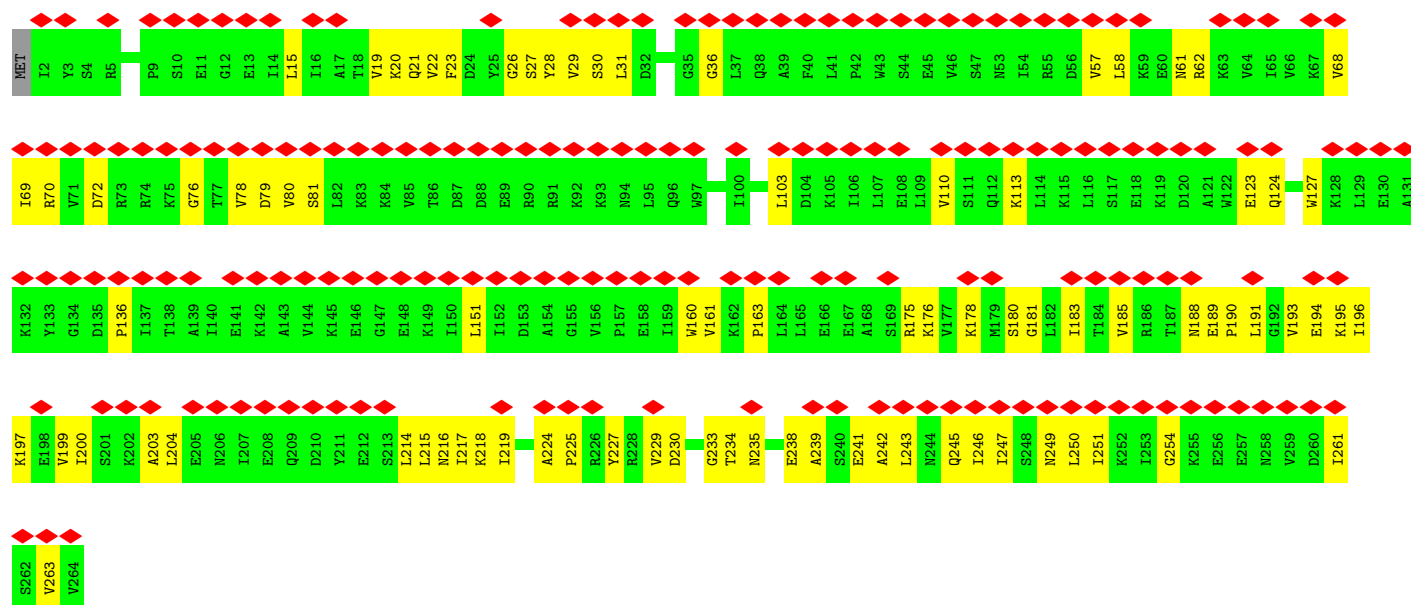 MET I2 Y3 S4 R5 P9 S10 E11 G12 E13 I14 L15 I16 A17 T18 V19 K20 Q21 V22 F23 D24 Y25 G26 S27 Y28 V29 S30 L31 D32 G35 G36 L37 Q38 A39 F40 L41 P42 W43 S44 E45 V46 S47 N53 I54 R55 D56 V57 L58 K59 E60 N61 R62 K63 V64 I65 V66 K67 V68
I69 R70 V71 D72 R73 R74 K75 G76 T77 V78 D79 V80 S81 L82 K83 K84 V85 T86 D87 D88 E89 R90 R91 K92 K93 N94 L95 Q96 W97 I100 L103 D104 K105 I106 L107 E108 L109 V110 S111 Q112 K113 L114 K115 L116 S117 E118 K119 D120 A121 W122 E123 Q124 W127 K128 L129 E130 A131
K132 Y133 G134 D135 P136 I137 T138 A139 I140 E141 K142 A143 V144 K145 E146 G147 E148 K149 I150 L151 I152 D153 A154 G155 V156 P157 E158 I159 W160 V161 K162 P163 L164 L165 E166 E167 A168 S169 R175 K176 V177 K178 M179 S180 G181 L182 I183 T184 V185 R186 T187 N188 E189 P190 L191 G192 V193 E194 K195 I196
K197 E198 V199 I200 S201 K202 A203 L204 E205 N206 I207 E208 Q209 D210 Y211 E212 S213 L214 L215 N216 I217 K218 I219 A224 P225 R226 Y227 R228 V229 D230 G233 T234 N235 E238 A239 S240 E241 A242 L243 N244 Q245 I246 I247 S248 N249 L250 I251 K252 I253 G254 K255 E256 E257 N258 V259 D260 I261
S262 V263 V264